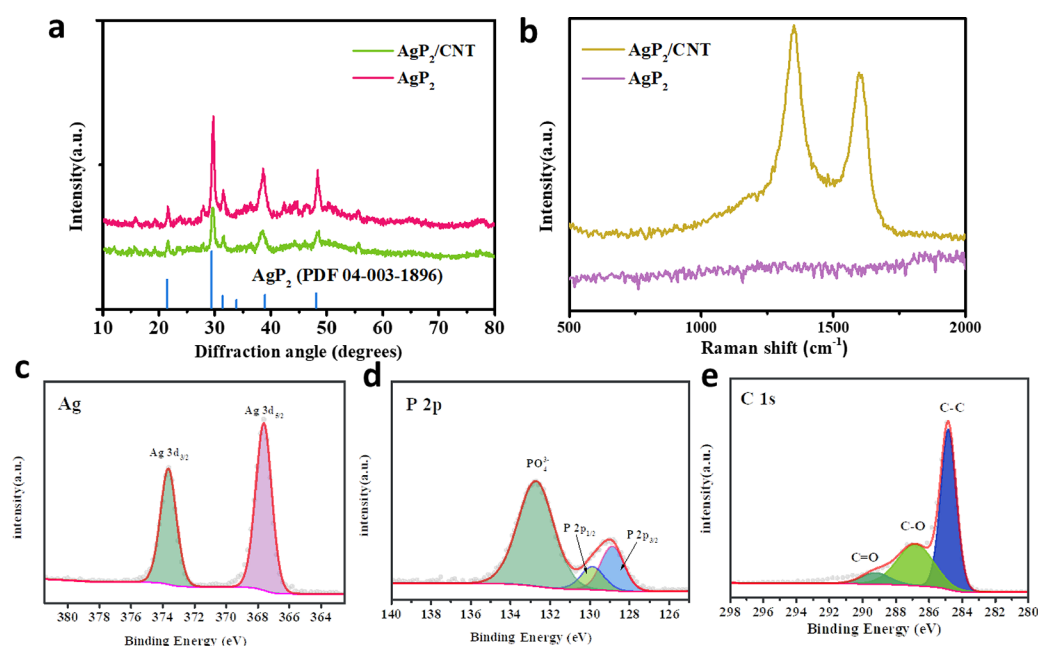 a
AgP2/CNT
AgP2
Intensity(a.u.)
AgP2 (PDF 04-003-1896)
10 20 30 40 50 60 70 80
Diffraction angle (degrees)
b
AgP2/CNT
AgP2
Intensity(a.u.)
500 1000 1500 2000
Raman shift (cm-1)
c
Ag
Ag 3d3/2
Ag 3d5/2
intensity(a.u.)
380 378 376 374 372 370 368 366 364
Binding Energy (eV)
d
P 2p
PO4 3-
P 2p1/2
P 2p3/2
intensity(a.u.)
140 138 136 134 132 130 128 126
Binding Energy (eV)
e
C 1s
C-C
C-O
C=O
intensity(a.u.)
298 296 294 292 290 288 286 285 284 282 280
Binding Energy (eV)